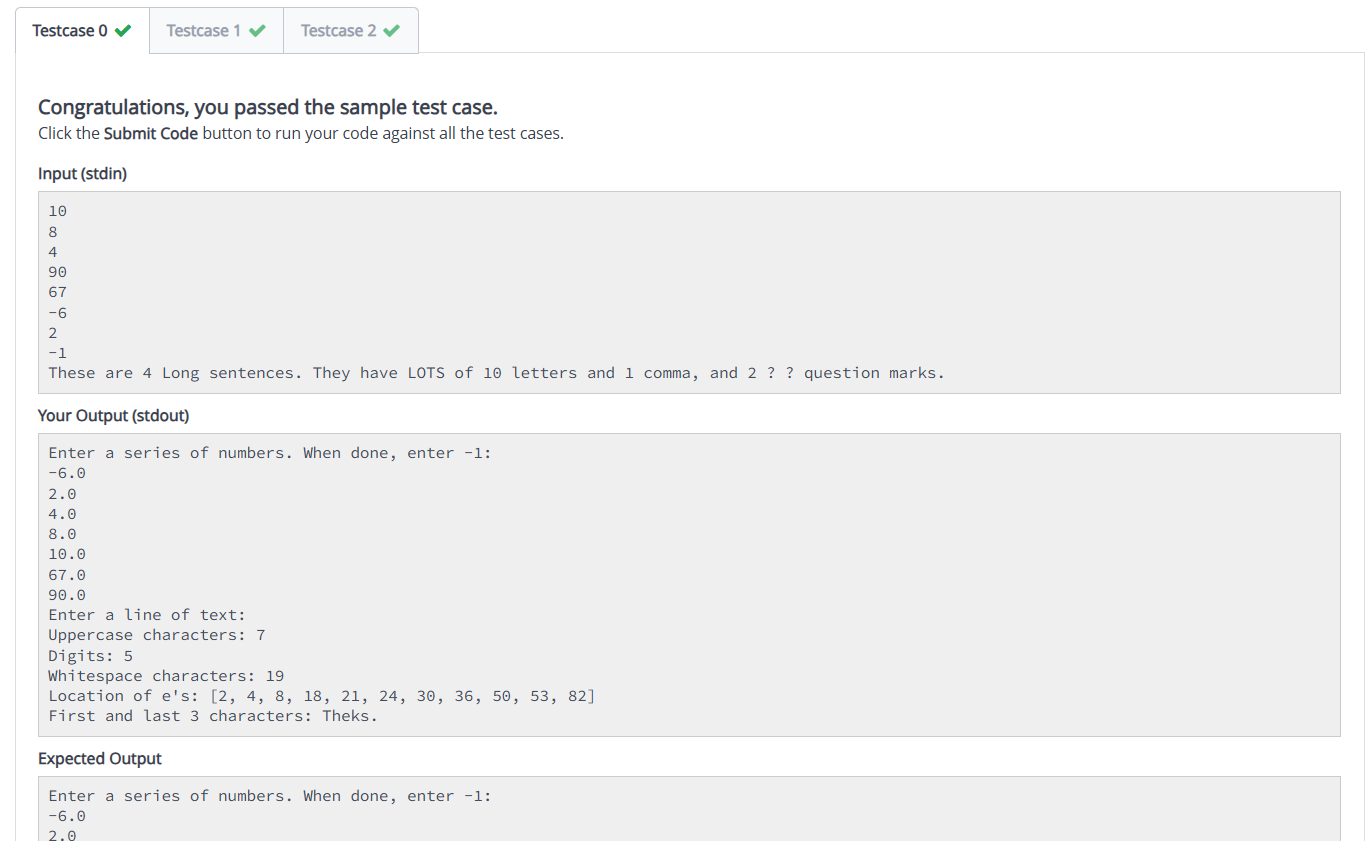 Testcase 0 Testcase 1 Testcase 2
Congratulations, you passed the sample test case.
Click the Submit Code button to run your code against all the test cases.
Input (stdin)
10
8
4
90
67
-6
2
-1
These are 4 Long sentences. They have LOTS of 10 letters and 1 comma, and 2 ? ? question marks.
Your Output (stdout)
Enter a series of numbers. When done, enter -1:
-6.0
2.0
4.0
8.0
10.0
67.0
90.0
Enter a line of text:
Uppercase characters: 7
Digits: 5
Whitespace characters: 19
Location of e's: [2, 4, 8, 18, 21, 24, 30, 36, 50, 53, 82]
First and last 3 characters: Theks.
Expected Output
Enter a series of numbers. When done, enter -1:
-6.0
2.0